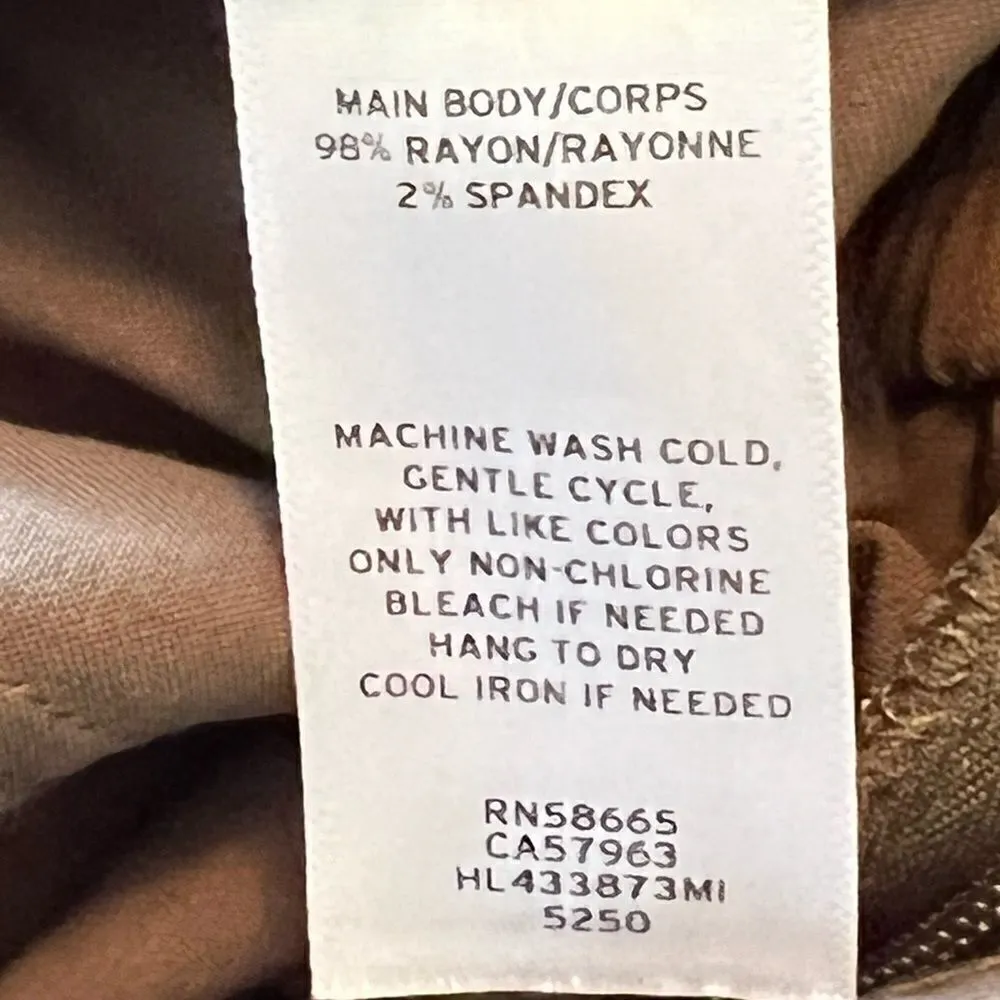 MAIN BODY/CORPS
98% RAYON/RAYONNE
2% SPANDEX
MACHINE WASH COLD,
GENTLE CYCLE,
WITH LIKE COLORS
ONLY NON-CHLORINE
BLEACH IF NEEDED
HANG TO DRY
COOL IRON IF NEEDED
RN58665
CA57963
HL433873MI
5250